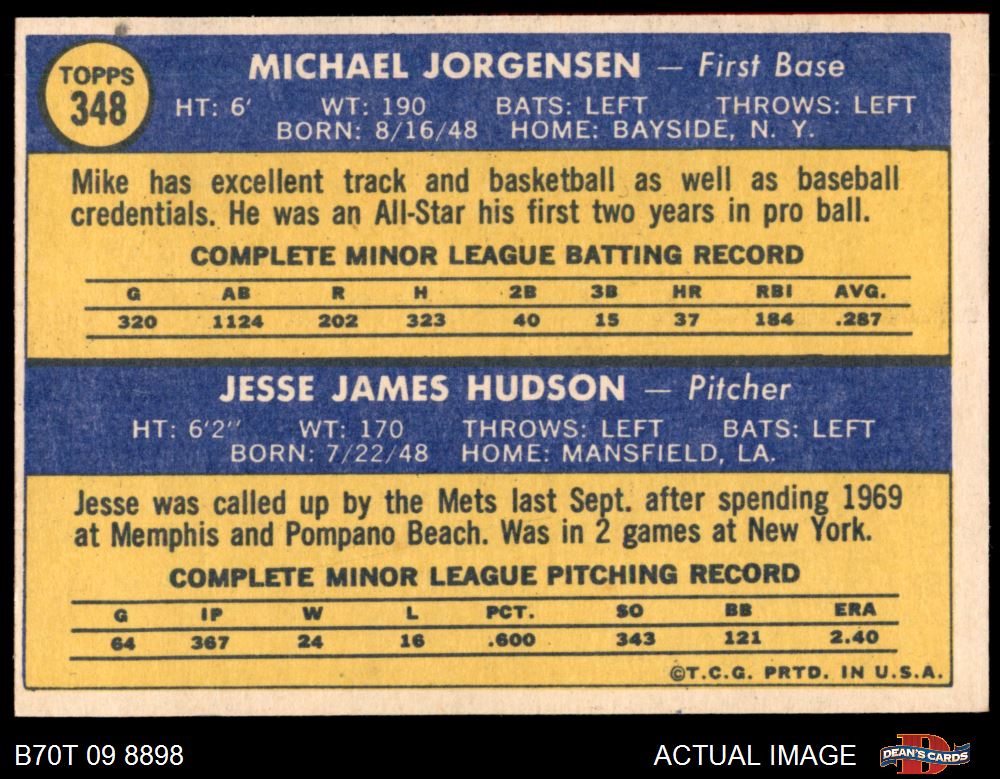 TOPPS
348
MICHAEL JORGENSEN — First Base
HT: 6' WT: 190 BATS: LEFT THROWS: LEFT
BORN: 8/16/48 HOME: BAYSIDE, N. Y.
Mike has excellent track and basketball as well as baseball
credentials. He was an All-Star his first two years in pro ball.
COMPLETE MINOR LEAGUE BATTING RECORD
G AB R H 2B 3B HR RBI AVG.
320 1124 202 323 40 15 37 184 .287
JESSE JAMES HUDSON — Pitcher
HT: 6'2" WT: 170 THROWS: LEFT BATS: LEFT
BORN: 7/22/48 HOME: MANSFIELD, LA.
Jesse was called up by the Mets last Sept. after spending 1969
at Memphis and Pompano Beach. Was in 2 games at New York.
COMPLETE MINOR LEAGUE PITCHING RECORD
G IP W L PCT. SO BB ERA
64 367 24 16 .600 343 121 2.40
©T.C.G. PRTD. IN U.S.A.
B70T 09 8898 ACTUAL IMAGE DEAN'S CARDS